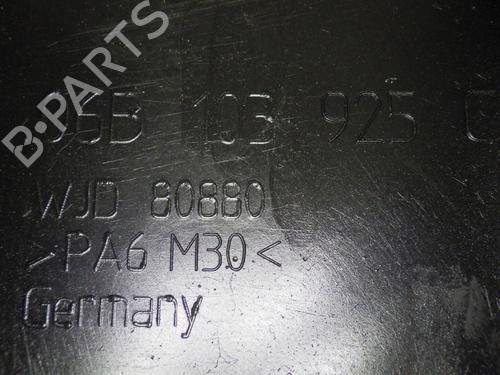 06B 103 925 C
WJD 80880
>PA6 M30<
Germany
B-PARTS